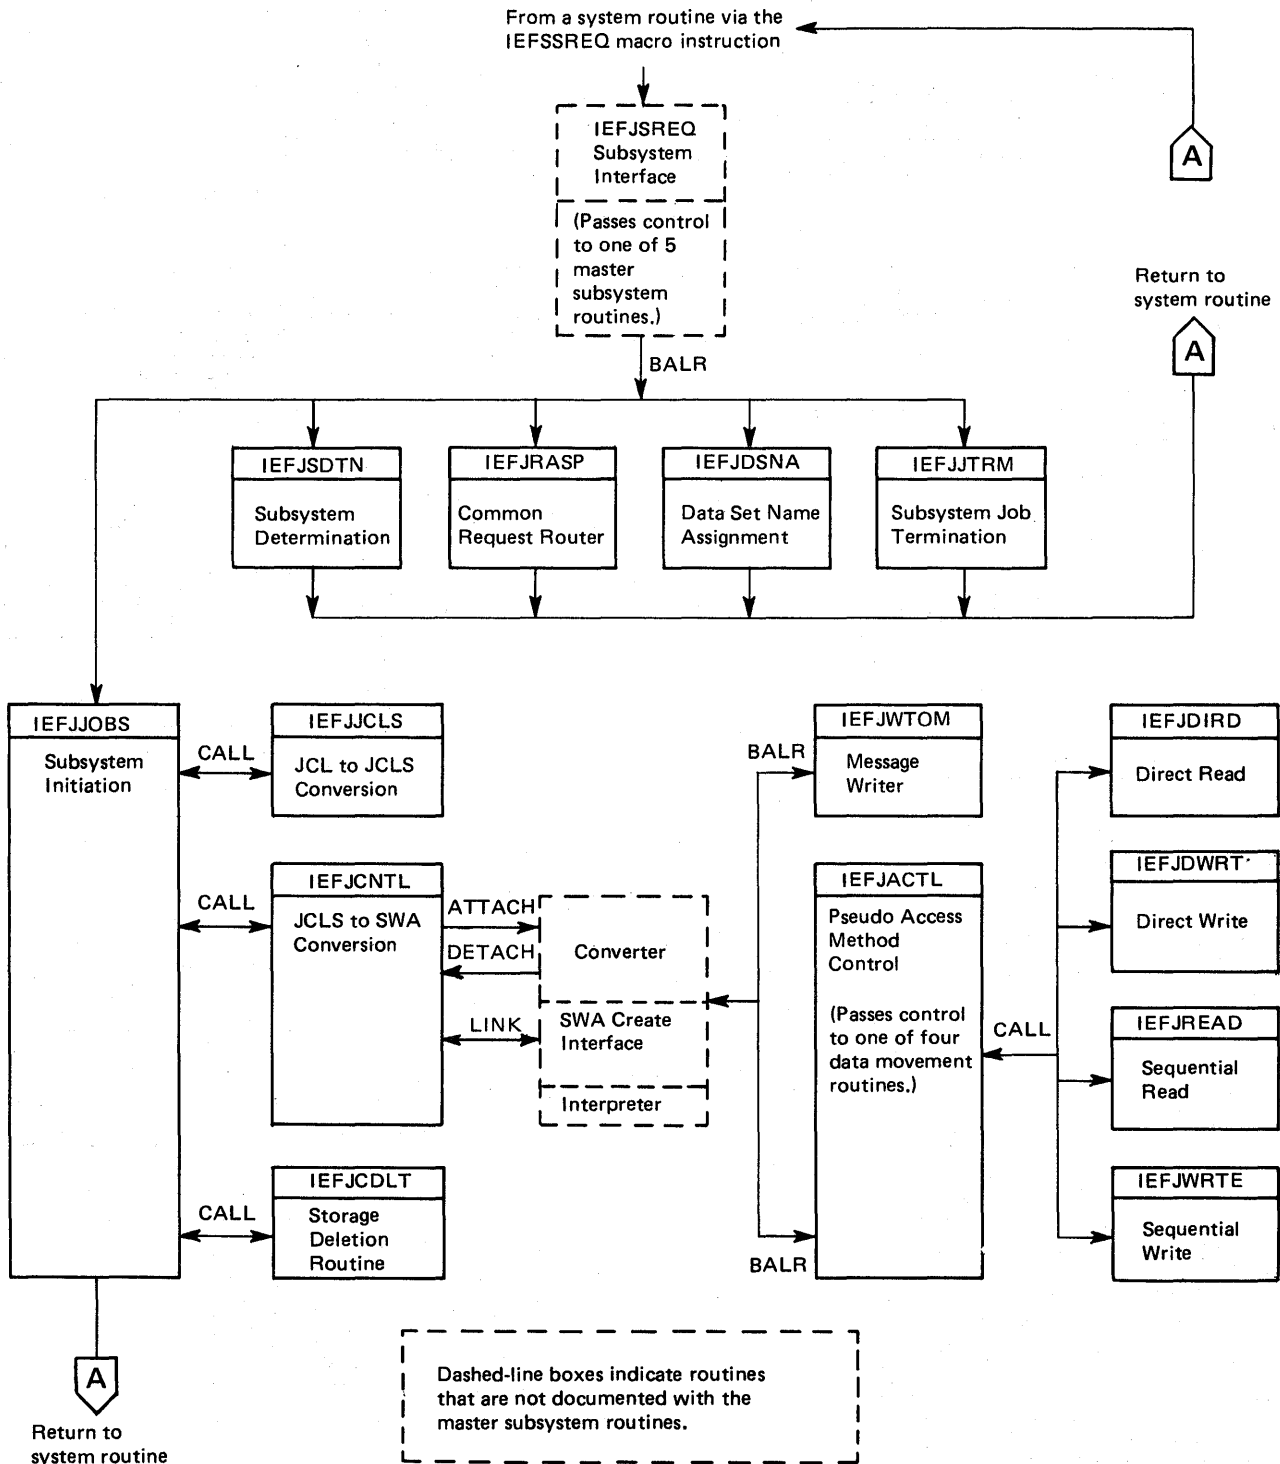 From a system routine via the
IEFSSREQ macro instruction
A
IEFJSREQ
Subsystem
Interface
(Passes control
to one of 5
master
subsystem
routines.)
Return to
system routine
A
BALR
IEFJSDTN
Subsystem
Determination
IEFJRASP
Common
Request Router
IEFJDSNA
Data Set Name
Assignment
IEFJJTRM
Subsystem Job
Termination
IEFJJOBS
Subsystem
Initiation
CALL
IEFJJCLS
JCL to JCLS
Conversion
CALL
IEFJCNTL
JCLS to SWA
Conversion
ATTACH
DETACH
LINK
Converter
SWA Create
Interface
Interpreter
CALL
IEFJCDLT
Storage
Deletion
Routine
BALR
IEFJWTOM
Message
Writer
BALR
IEFJACTL
Pseudo Access
Method
Control
(Passes control
to one of four
data movement
routines.)
CALL
IEFJDIRD
Direct Read
IEFJDWRT
Direct Write
IEFJREAD
Sequential
Read
IEFJWRTE
Sequential
Write
A
Return to
system routine
Dashed-line boxes indicate routines
that are not documented with the
master subsystem routines.